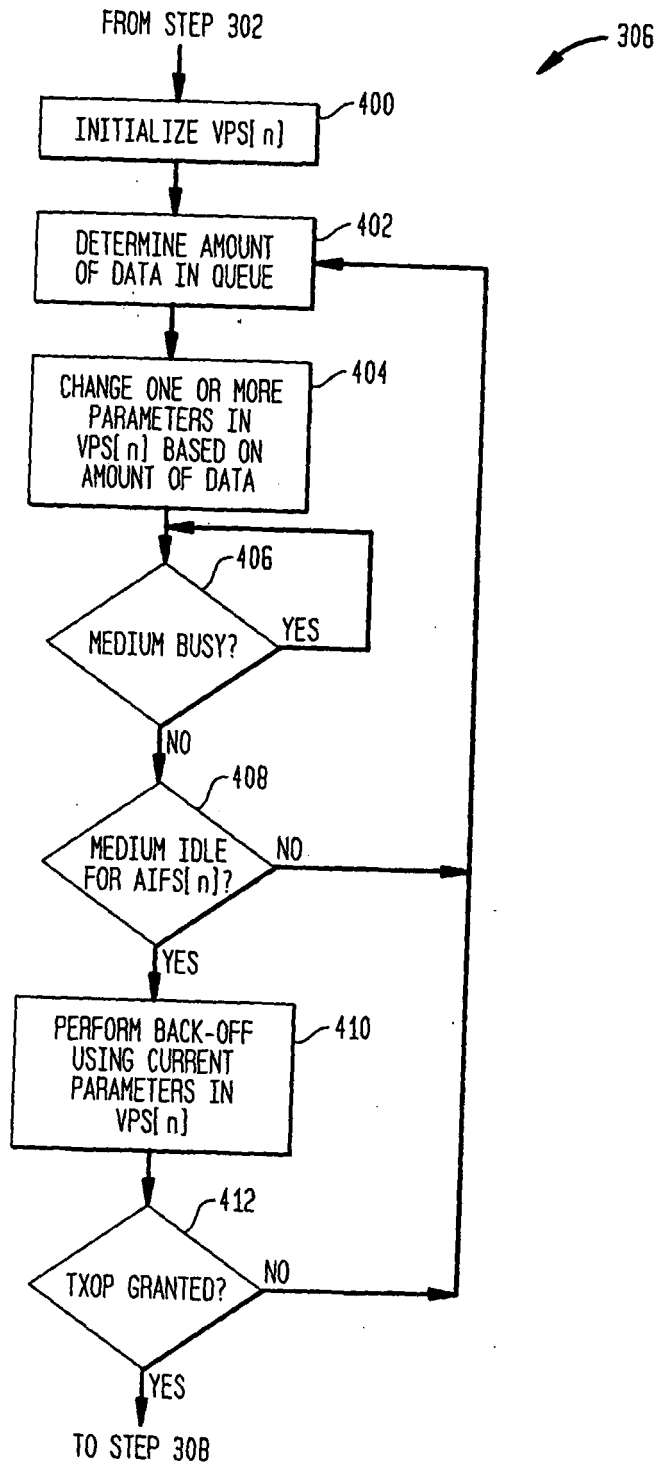 FROM STEP 302
306
400
INITIALIZE VPS[n]
402
DETERMINE AMOUNT
OF DATA IN QUEUE
404
CHANGE ONE OR MORE
PARAMETERS IN
VPS[n] BASED ON
AMOUNT OF DATA
406
MEDIUM BUSY?
YES
NO
408
MEDIUM IDLE
FOR AIFS[n]?
NO
YES
410
PERFORM BACK-OFF
USING CURRENT
PARAMETERS IN
VPS[n]
412
TXOP GRANTED?
NO
YES
TO STEP 308